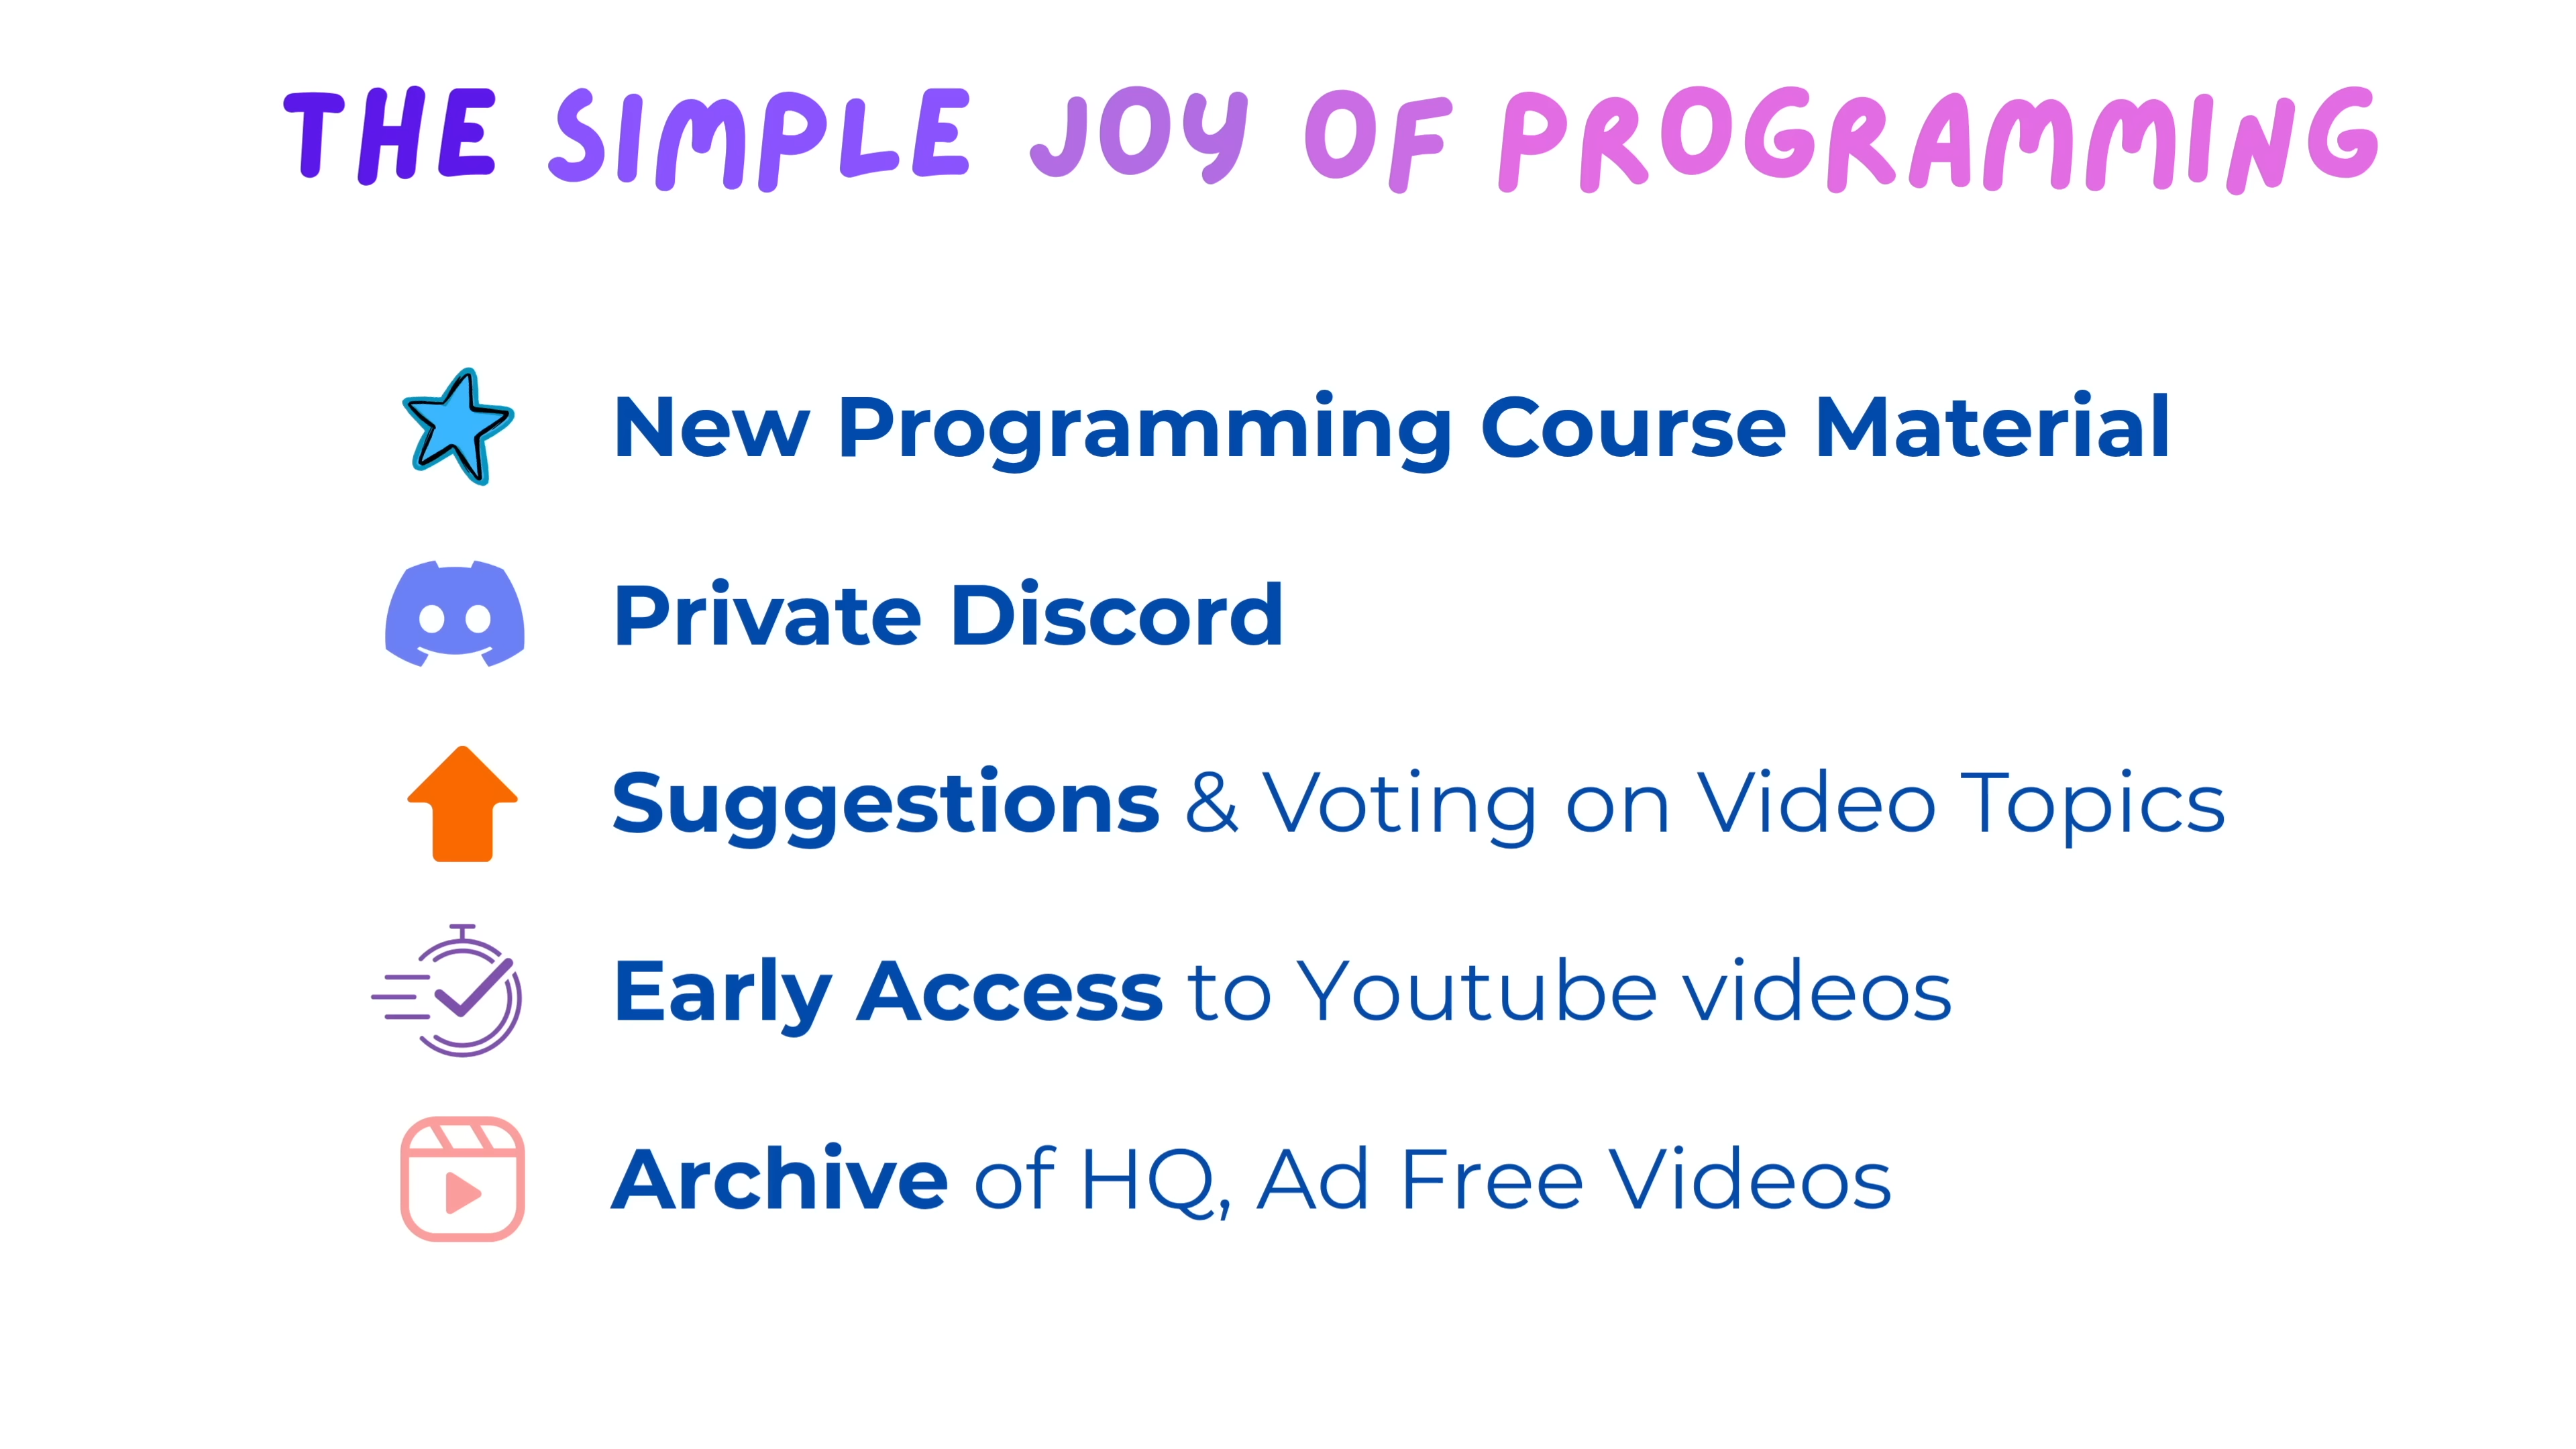 THE SIMPLE JOY OF PROGRAMMING
New Programming Course Material
Private Discord
Suggestions & Voting on Video Topics
Early Access to Youtube videos
Archive of HQ, Ad Free Videos